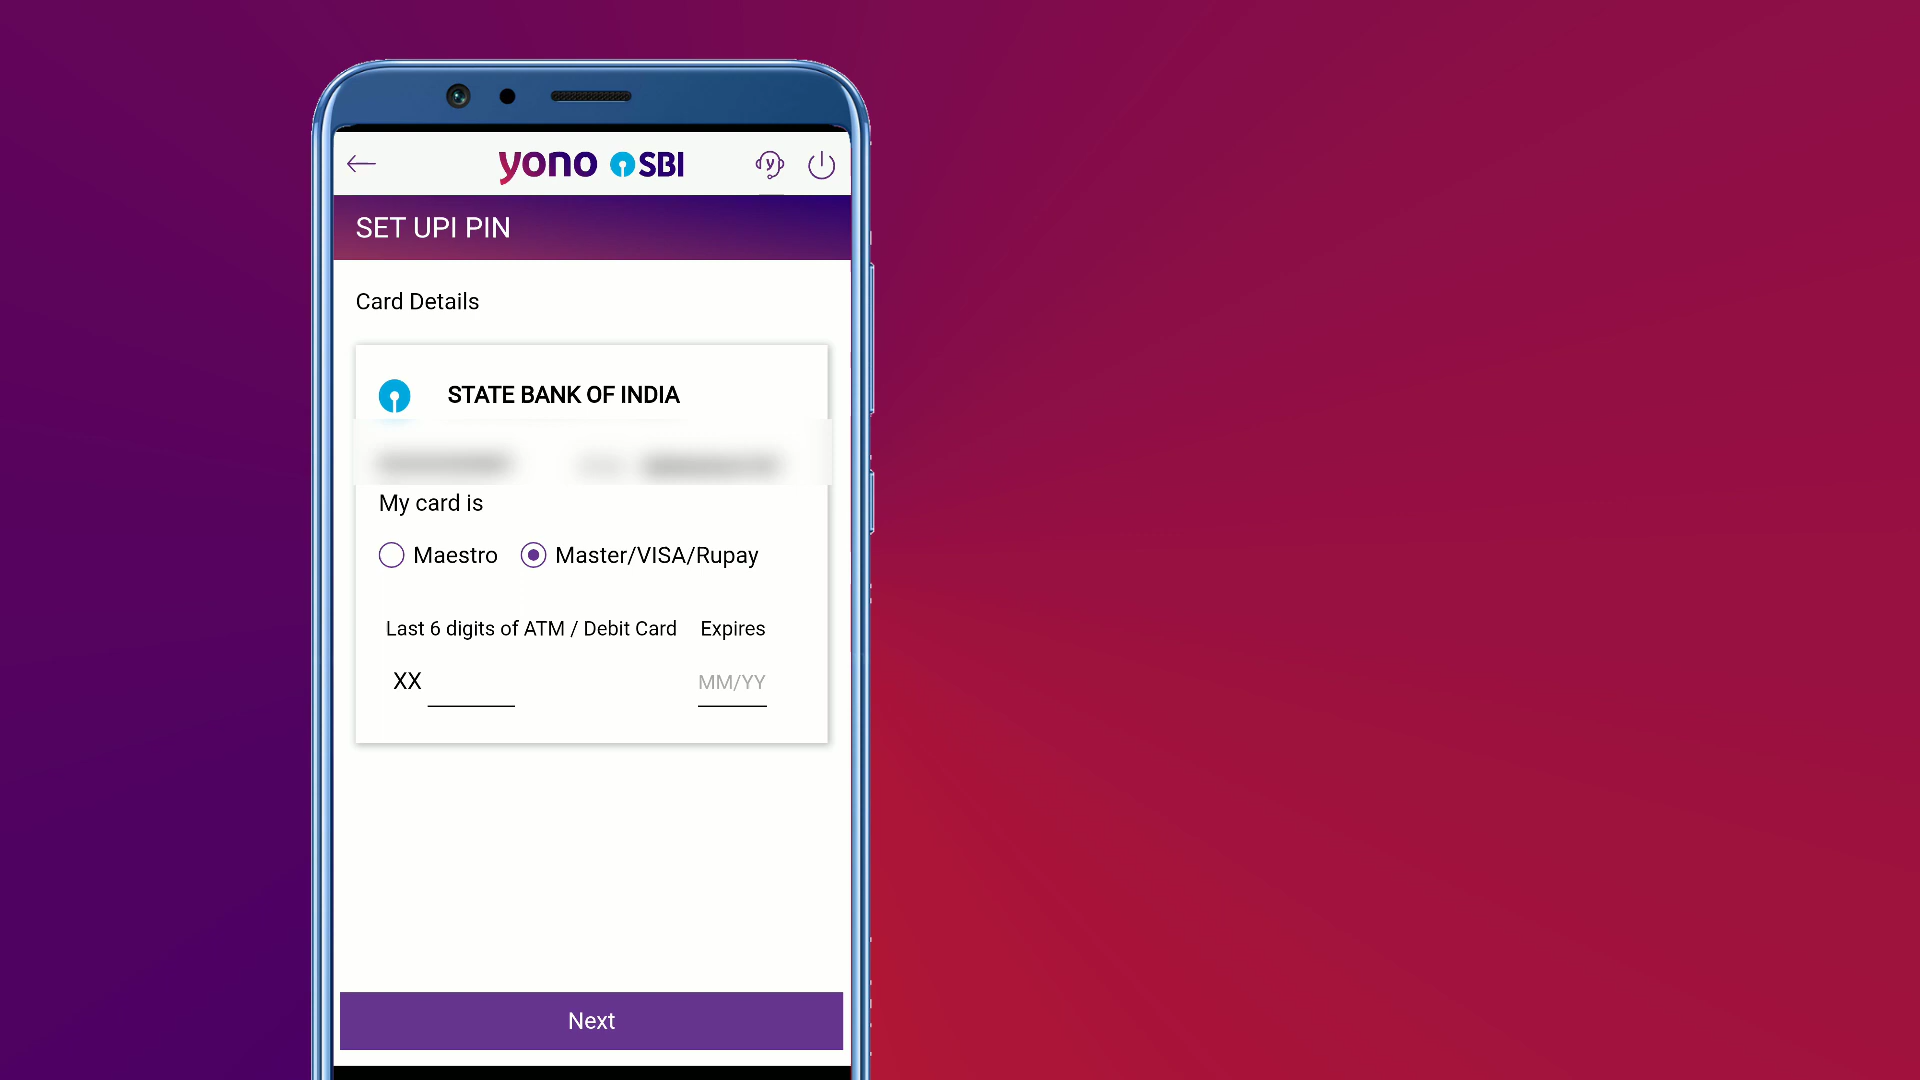 yono SBI
SET UPI PIN
Card Details
STATE BANK OF INDIA
My card is
Maestro Master/VISA/Rupay
Last 6 digits of ATM / Debit Card Expires
XX MM/YY
Next